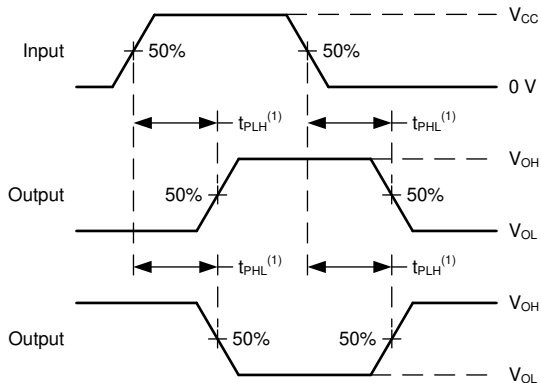 V_CC
Input
50%
50%
0 V
t_PLH^(1)
t_PHL^(1)
V_OH
Output
50%
50%
V_OL
t_PHL^(1)
t_PLH^(1)
V_OH
Output
50%
50%
V_OL